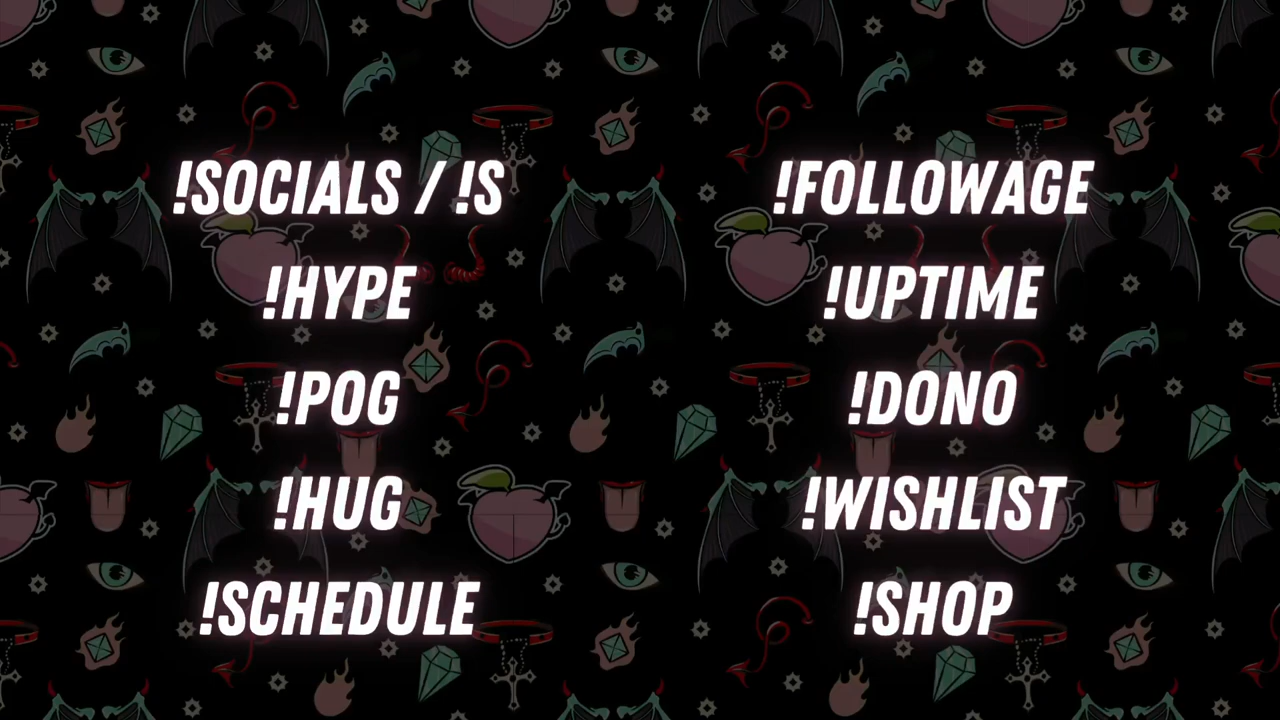 !SOCIALS / !S
!HYPE
!POG
!HUG
!SCHEDULE
!FOLLOWAGE
!UPTIME
!DONO
!WISHLIST
!SHOP